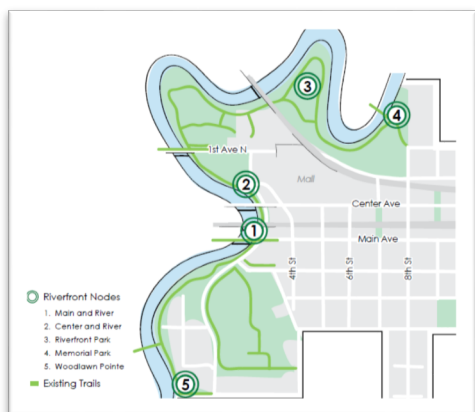 3
4
1st Ave N
Mall
2
Center Ave
1
Main Ave
4th St
6th St
8th St
Riverfront Nodes
1. Main and River
2. Center and River
3. Riverfront Park
4. Memorial Park
5. Woodlawn Pointe
Existing Trails
5